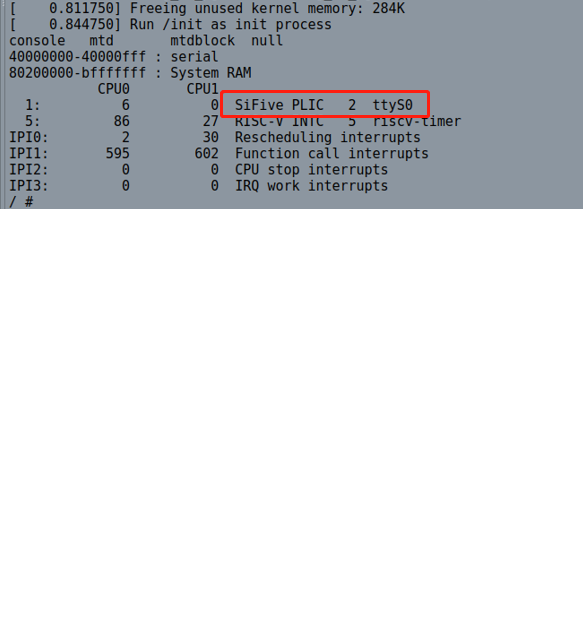 [    0.811750] Freeing unused kernel memory: 284K
[    0.844750] Run /init as init process
console   mtd       mtdblock  null
40000000-40000fff : serial
80200000-bfffffff : System RAM
           CPU0       CPU1
  1:          6          0  SiFive PLIC   2  ttyS0
  5:         86         27  RISC-V INTC   5  riscv-timer
IPI0:         2         30  Rescheduling interrupts
IPI1:       595        602  Function call interrupts
IPI2:         0          0  CPU stop interrupts
IPI3:         0          0  IRQ work interrupts
/ #